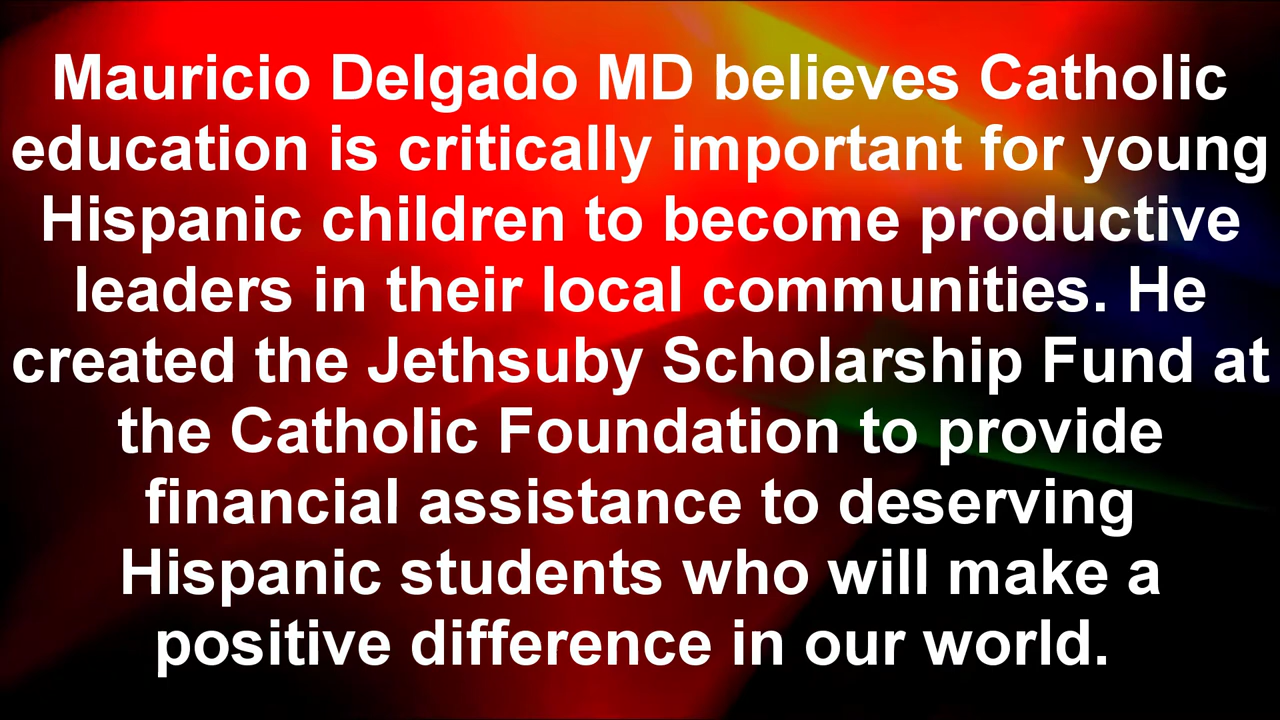 Mauricio Delgado MD believes Catholic
education is critically important for young
Hispanic children to become productive
leaders in their local communities. He
created the Jethsuby Scholarship Fund at
the Catholic Foundation to provide
financial assistance to deserving
Hispanic students who will make a
positive difference in our world.